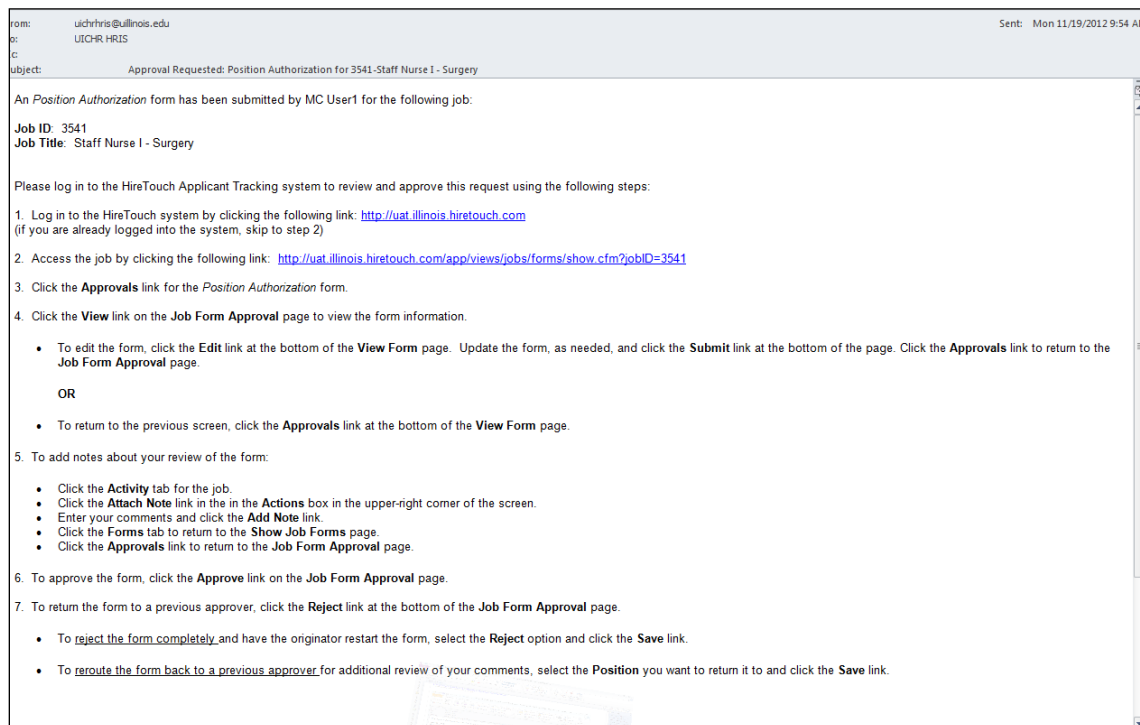 rom: uichrhris@uillinois.edu Sent: Mon 11/19/2012 9:54 AM
o: UICHR HRIS
c:
ubject: Approval Requested: Position Authorization for 3541-Staff Nurse I - Surgery
An Position Authorization form has been submitted by MC User1 for the following job:
Job ID: 3541
Job Title: Staff Nurse I - Surgery
Please log in to the HireTouch Applicant Tracking system to review and approve this request using the following steps:
1. Log in to the HireTouch system by clicking the following link: http://uat.illinois.hiretouch.com
(if you are already logged into the system, skip to step 2)
2. Access the job by clicking the following link: http://uat.illinois.hiretouch.com/app/views/jobs/forms/show.cfm?jobID=3541
3. Click the Approvals link for the Position Authorization form.
4. Click the View link on the Job Form Approval page to view the form information.
• To edit the form, click the Edit link at the bottom of the View Form page. Update the form, as needed, and click the Submit link at the bottom of the page. Click the Approvals link to return to the
Job Form Approval page.
OR
• To return to the previous screen, click the Approvals link at the bottom of the View Form page.
5. To add notes about your review of the form:
• Click the Activity tab for the job.
• Click the Attach Note link in the in the Actions box in the upper-right corner of the screen.
• Enter your comments and click the Add Note link.
• Click the Forms tab to return to the Show Job Forms page.
• Click the Approvals link to return to the Job Form Approval page.
6. To approve the form, click the Approve link on the Job Form Approval page.
7. To return the form to a previous approver, click the Reject link at the bottom of the Job Form Approval page.
• To reject the form completely and have the originator restart the form, select the Reject option and click the Save link.
• To reroute the form back to a previous approver for additional review of your comments, select the Position you want to return it to and click the Save link.